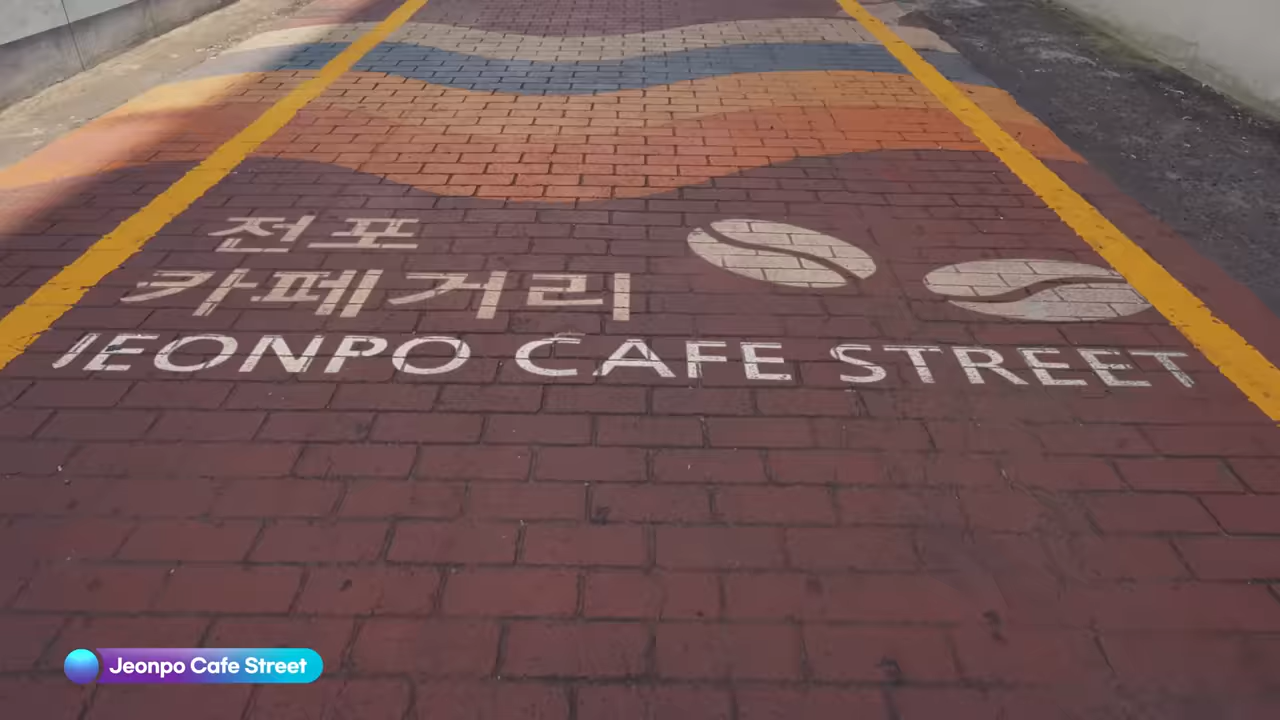 전포
카페거리
JEONPO CAFE STREET
Jeonpo Cafe Street